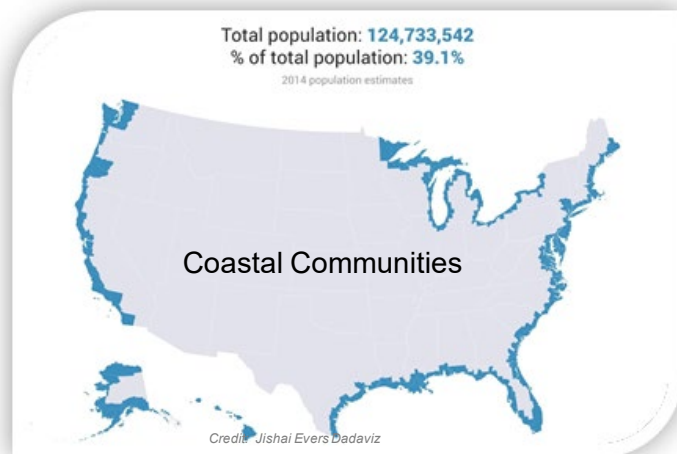 Total population: 124,733,542
% of total population: 39.1%
2014 population estimates
Coastal Communities
Credit: Jishai Evers Dadaviz